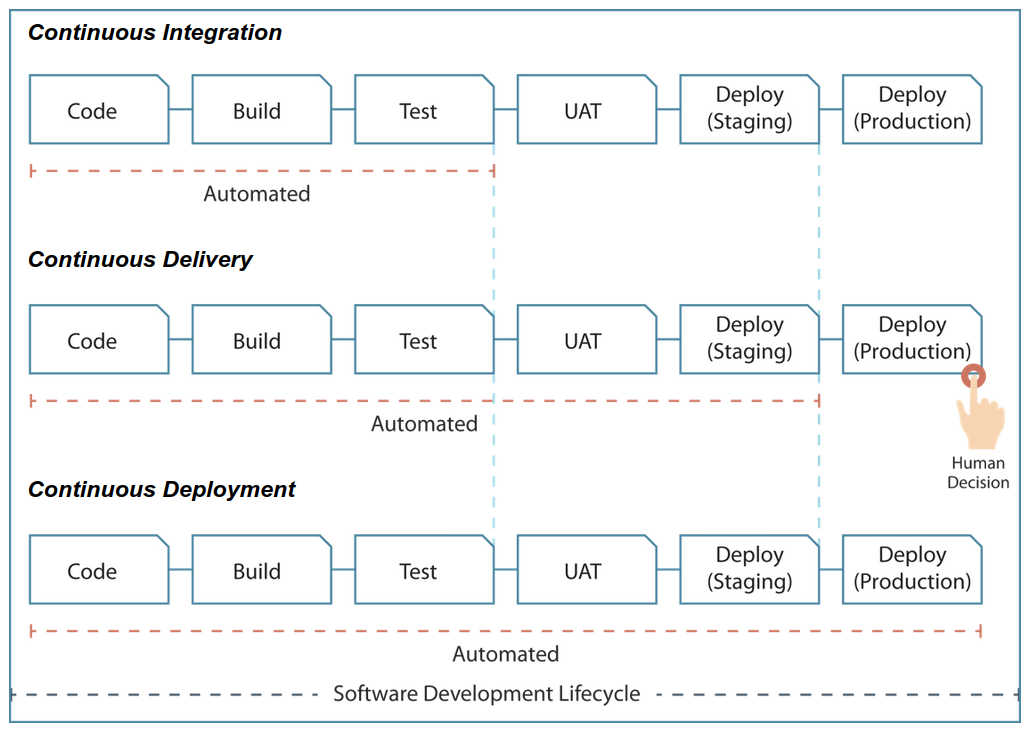 Continuous Integration
Code
Build
Test
UAT
Deploy
(Staging)
Deploy
(Production)
Automated
Continuous Delivery
Code
Build
Test
UAT
Deploy
(Staging)
Deploy
(Production)
Automated
Human
Decision
Continuous Deployment
Code
Build
Test
UAT
Deploy
(Staging)
Deploy
(Production)
Automated
Software Development Lifecycle